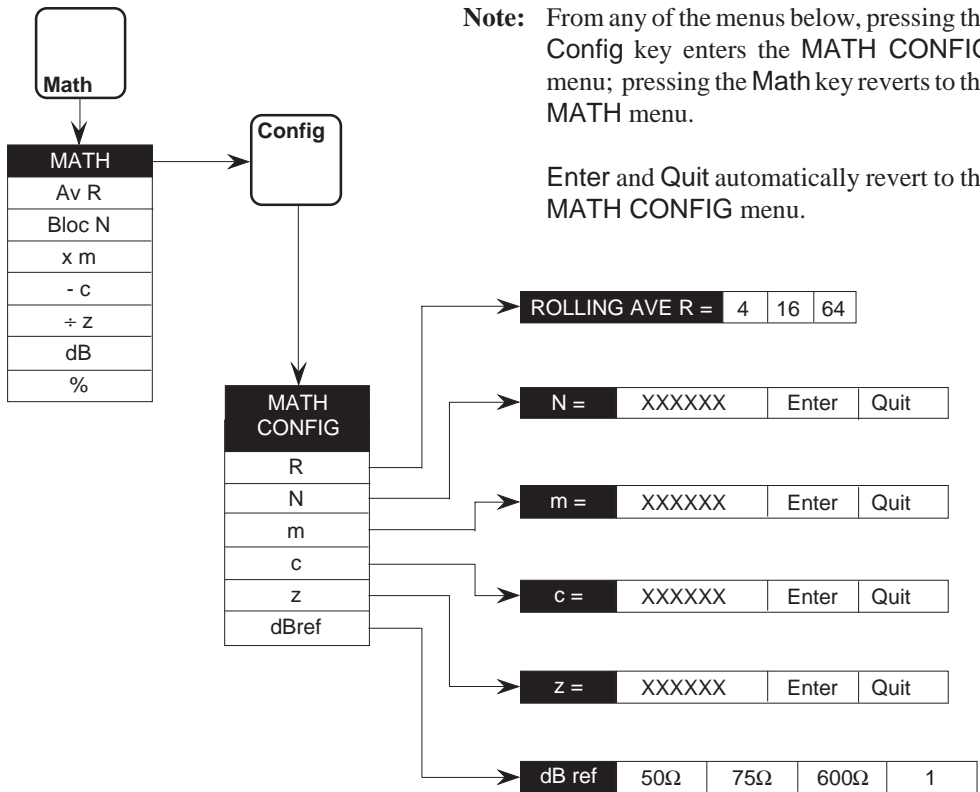 Note: From any of the menus below, pressing th
Config key enters the MATH CONFIG
menu; pressing the Math key reverts to th
MATH menu.
Enter and Quit automatically revert to th
MATH CONFIG menu.
Math
MATH
Av R
Bloc N
x m
- c
÷ z
dB
%
Config
MATH
CONFIG
R
N
m
c
z
dBref
ROLLING AVE R = 4 16 64
N = XXXXXX Enter Quit
m = XXXXXX Enter Quit
c = XXXXXX Enter Quit
z = XXXXXX Enter Quit
dB ref 50Ω 75Ω 600Ω 1